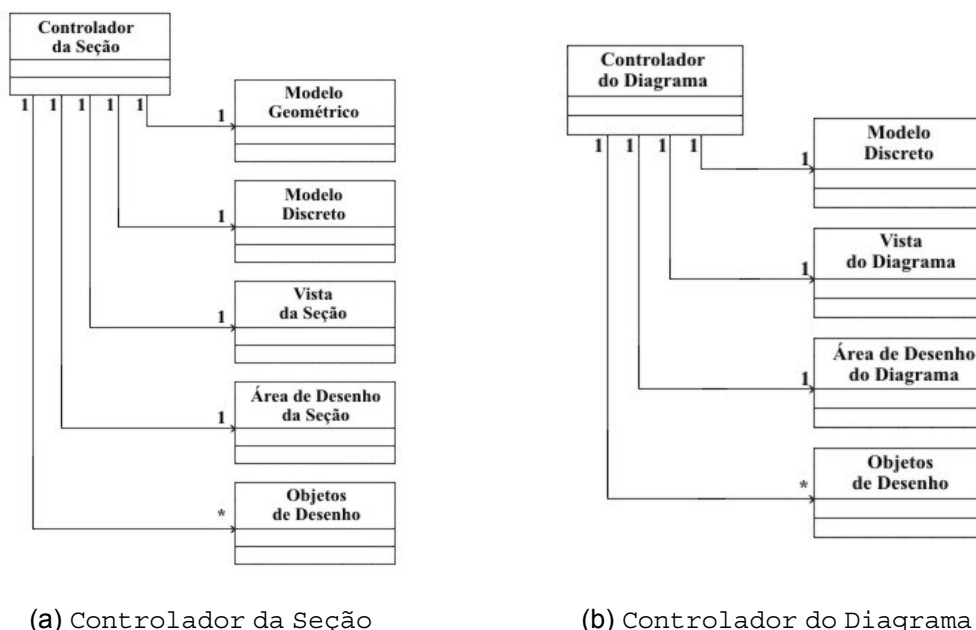 Controlador
da Seção
1 1 1 1 1
1
Modelo
Geométrico
1
Modelo
Discreto
1
Vista
da Seção
1
Área de Desenho
da Seção
*
Objetos
de Desenho
(a) Controlador da Seção
Controlador
do Diagrama
1 1 1 1
1
Modelo
Discreto
1
Vista
do Diagrama
1
Área de Desenho
do Diagrama
*
Objetos
de Desenho
(b) Controlador do Diagrama